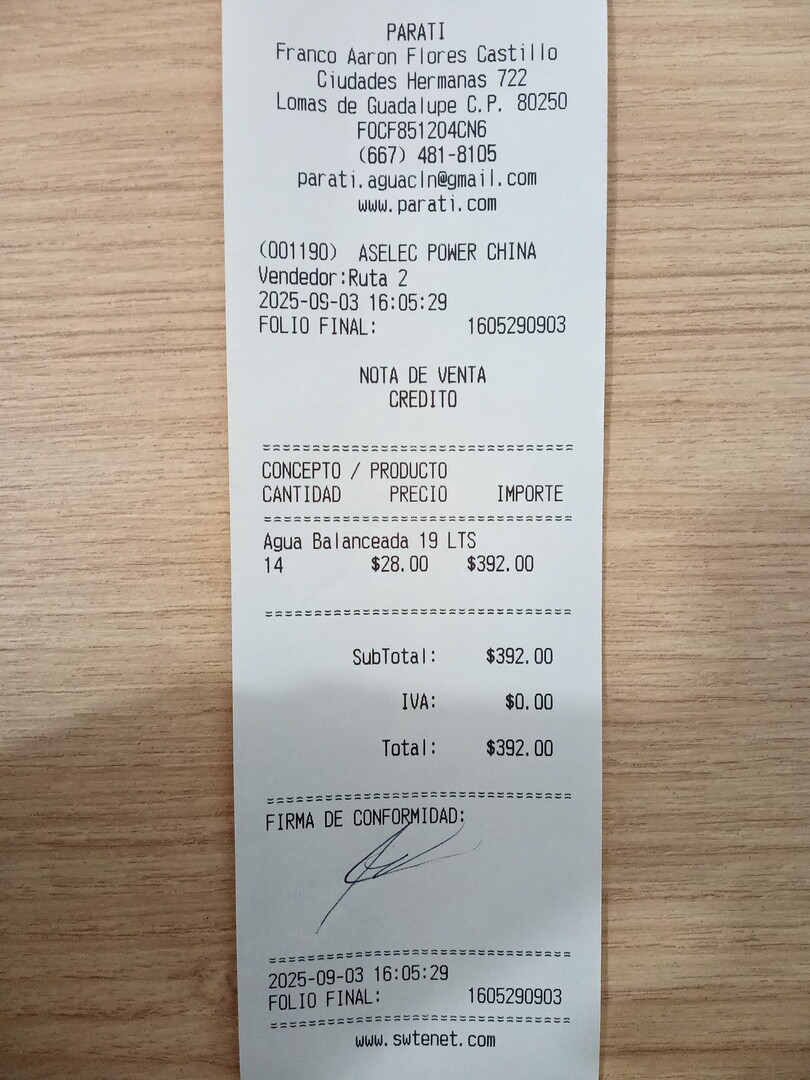 PARATI
Franco Aaron Flores Castillo
Ciudades Hermanas 722
Lomas de Guadalupe C.P. 80250
FOCF851204CN6
(667) 481-8105
parati.aguacln@gmail.com
www.parati.com
(001190) ASELEC POWER CHINA
Vendedor:Ruta 2
2025-09-03 16:05:29
FOLIO FINAL: 1605290903
NOTA DE VENTA
CREDITO
CONCEPTO / PRODUCTO
CANTIDAD PRECIO IMPORTE
Agua Balanceada 19 LTS
14 $28.00 $392.00
SubTotal: $392.00
IVA: $0.00
Total: $392.00
FIRMA DE CONFORMIDAD:
2025-09-03 16:05:29
FOLIO FINAL: 1605290903
www.swtenet.com